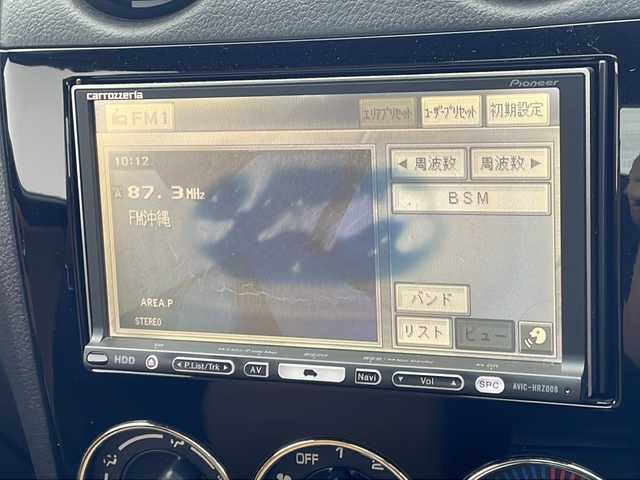 carrozzeria
Pioneer
FM1
エリアプリセット ユーザープリセット 初期設定
10:12
◀ 周波数 周波数 ▶
A 87.3MHz
BSM
FM沖縄
バンド
AREA.P
リスト ビュー
STEREO
HDD P.List/Trk AV Navi Vol SRC AVIC-HRZ008
OFF 1 2